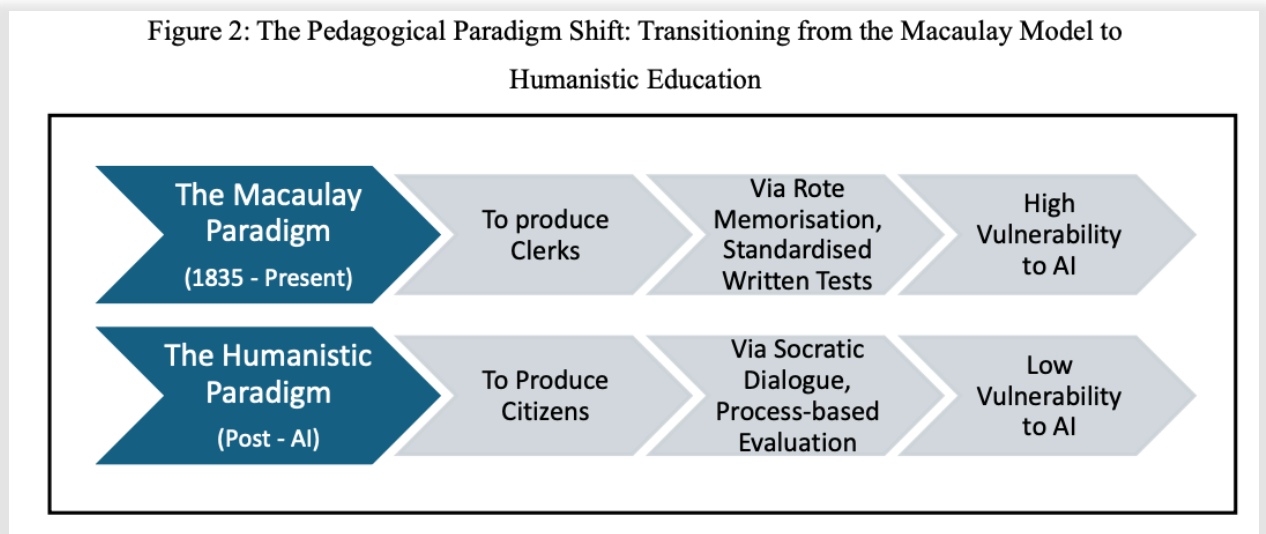 Figure 2: The Pedagogical Paradigm Shift: Transitioning from the Macaulay Model to
Humanistic Education
The Macaulay
Paradigm
(1835 - Present)
To produce
Clerks
Via Rote
Memorisation,
Standardised
Written Tests
High
Vulnerability
to AI
The Humanistic
Paradigm
(Post - AI)
To Produce
Citizens
Via Socratic
Dialogue,
Process-based
Evaluation
Low
Vulnerability
to AI